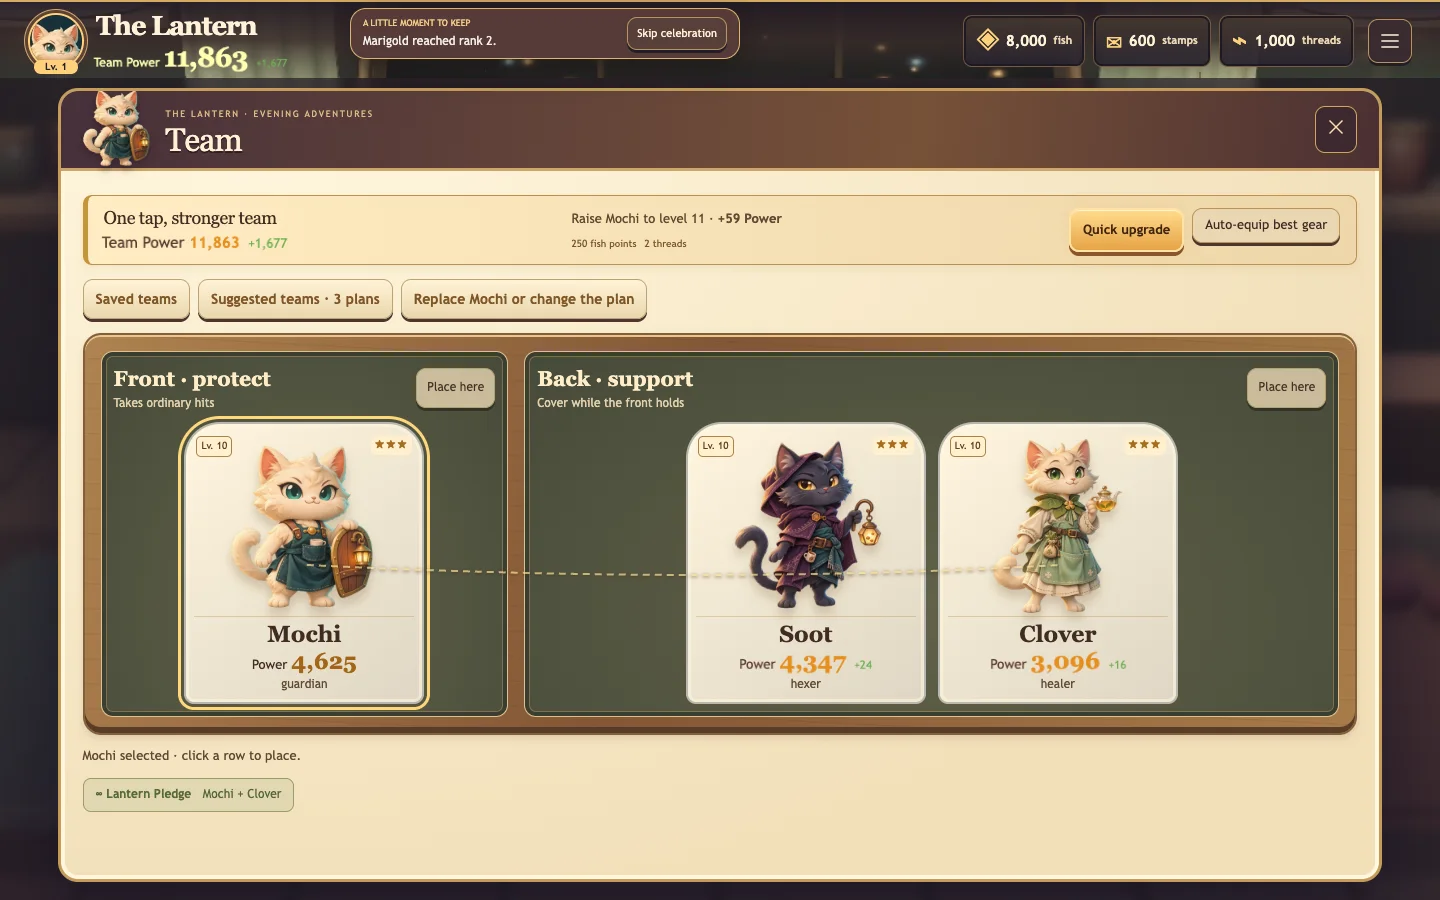 The Lantern
Lv. 1
Team Power 11,863 +1,677
A LITTLE MOMENT TO KEEP
Marigold reached rank 2.
Skip celebration
8,000 fish
600 stamps
1,000 threads
THE LANTERN · EVENING ADVENTURES
Team
One tap, stronger team
Team Power 11,863 +1,677
Raise Mochi to level 11 · +59 Power
250 fish points 2 threads
Quick upgrade
Auto-equip best gear
Saved teams
Suggested teams · 3 plans
Replace Mochi or change the plan
Front · protect
Takes ordinary hits
Place here
Lv. 10
Mochi
Power 4,625
guardian
Back · support
Cover while the front holds
Place here
Lv. 10
Soot
Power 4,347 +24
hexer
Lv. 10
Clover
Power 3,096 +16
healer
Mochi selected · click a row to place.
∞ Lantern Pledge Mochi + Clover